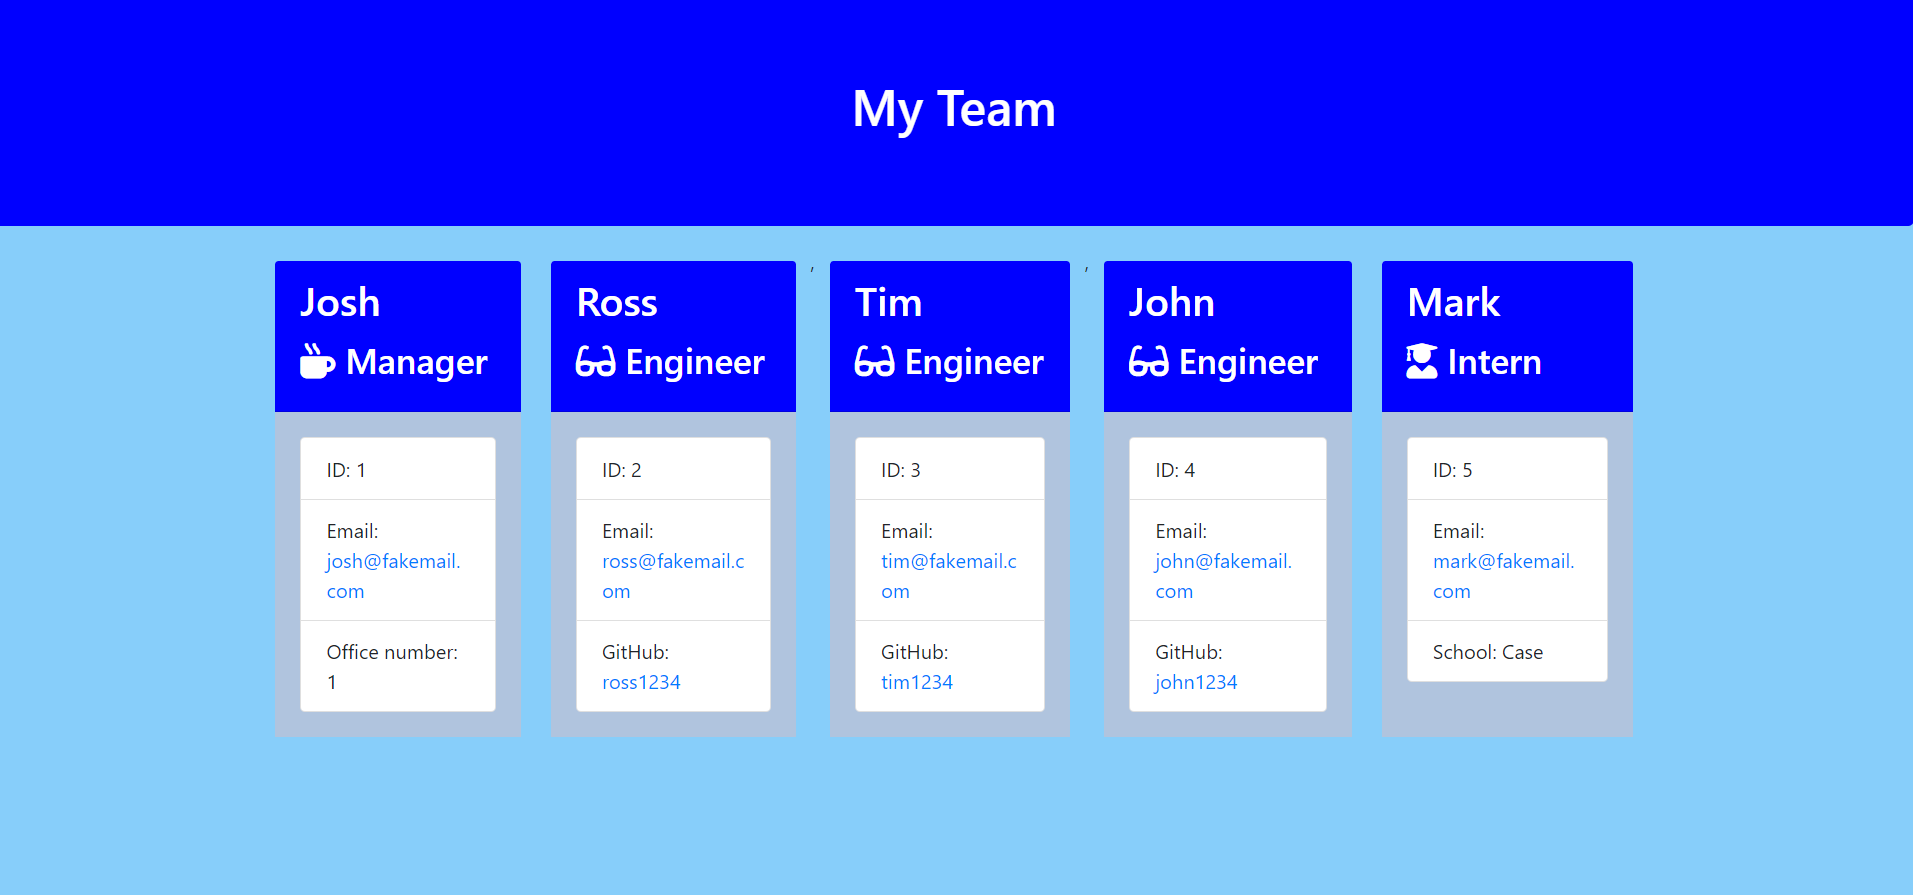 My Team
Josh
Manager
ID: 1
Email:
josh@fakemail.
com
Office number:
1
Ross
Engineer
ID: 2
Email:
ross@fakemail.c
om
GitHub:
ross1234
,
Tim
Engineer
ID: 3
Email:
tim@fakemail.c
om
GitHub:
tim1234
,
John
Engineer
ID: 4
Email:
john@fakemail.
com
GitHub:
john1234
Mark
Intern
ID: 5
Email:
mark@fakemail.
com
School: Case